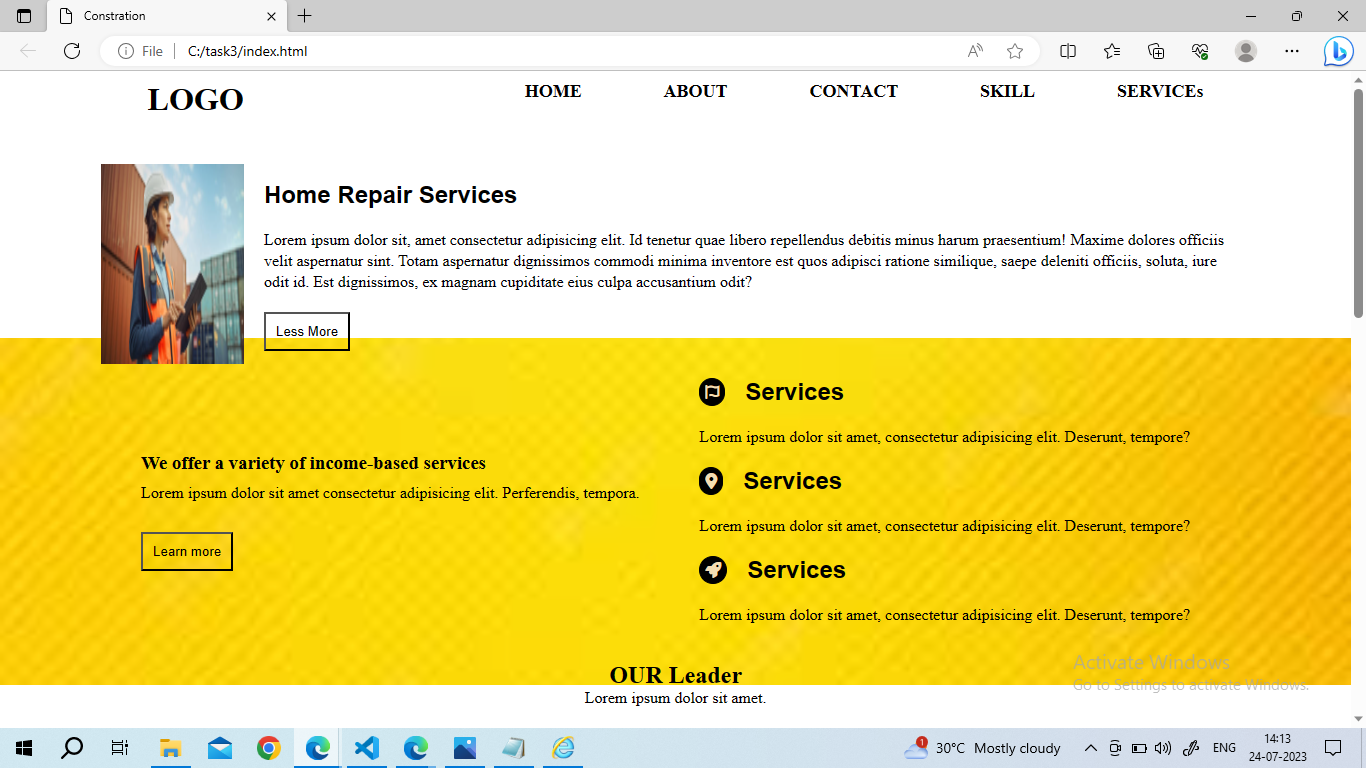 Constration
File
C:/task3/index.html
LOGO
HOME ABOUT CONTACT SKILL SERVICEs
Home Repair Services
Lorem ipsum dolor sit, amet consectetur adipisicing elit. Id tenetur quae libero repellendus debitis minus harum praesentium! Maxime dolores officiis
velit aspernatur sint. Totam aspernatur dignissimos commodi minima inventore est quos adipisci ratione similique, saepe deleniti officiis, soluta, iure
odit id. Est dignissimos, ex magnam cupiditate eius culpa accusantium odit?
Less More
We offer a variety of income-based services
Lorem ipsum dolor sit amet consectetur adipisicing elit. Perferendis, tempora.
Learn more
Services
Lorem ipsum dolor sit amet, consectetur adipisicing elit. Deserunt, tempore?
Services
Lorem ipsum dolor sit amet, consectetur adipisicing elit. Deserunt, tempore?
Services
Lorem ipsum dolor sit amet, consectetur adipisicing elit. Deserunt, tempore?
OUR Leader
Lorem ipsum dolor sit amet.
Activate Windows
Go to Settings to activate Windows.
1
30°C Mostly cloudy
ENG
14:13
24-07-2023